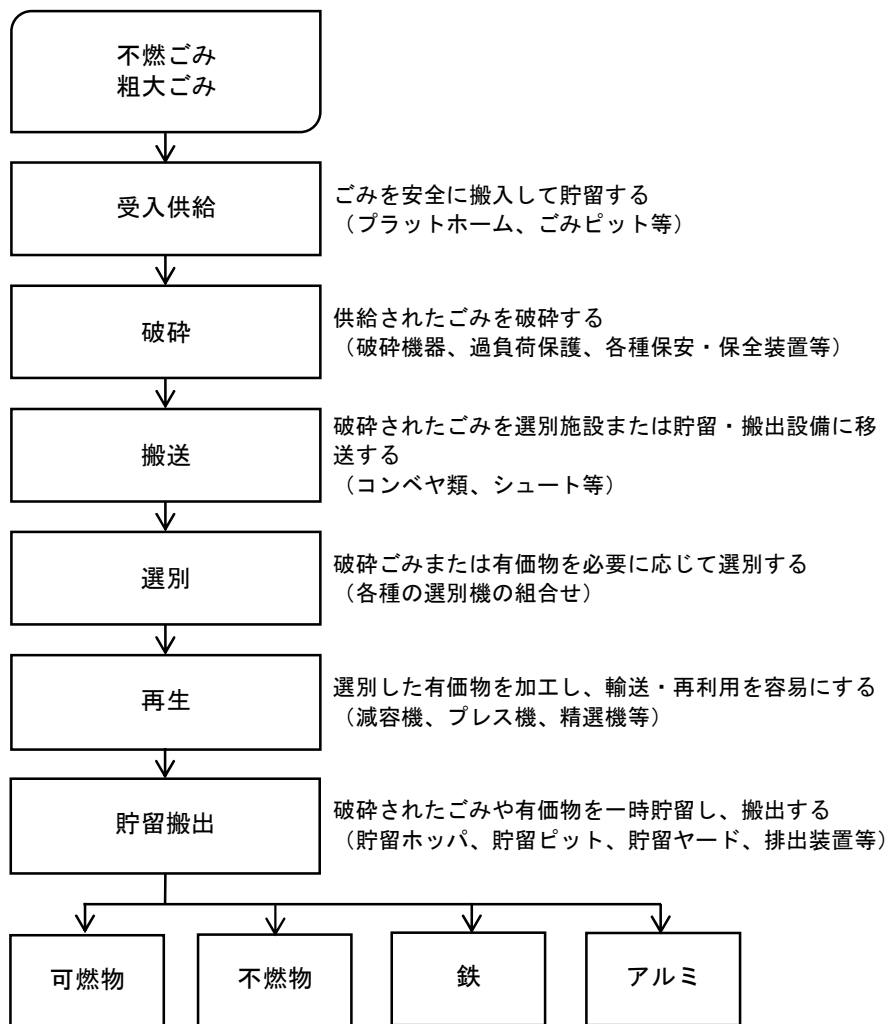 不燃ごみ
粗大ごみ
受入供給
ごみを安全に搬入して貯留する
（プラットホーム、ごみピット等）
破砕
供給されたごみを破砕する
（破砕機器、過負荷保護、各種保安・保全装置等）
搬送
破砕されたごみを選別施設または貯留・搬出設備に移
送する
（コンベヤ類、シュート等）
選別
破砕ごみまたは有価物を必要に応じて選別する
（各種の選別機の組合せ）
再生
選別した有価物を加工し、輸送・再利用を容易にする
（減容機、プレス機、精選機等）
貯留搬出
破砕されたごみや有価物を一時貯留し、搬出する
（貯留ホッパ、貯留ピット、貯留ヤード、排出装置等）
可燃物
不燃物
鉄
アルミ